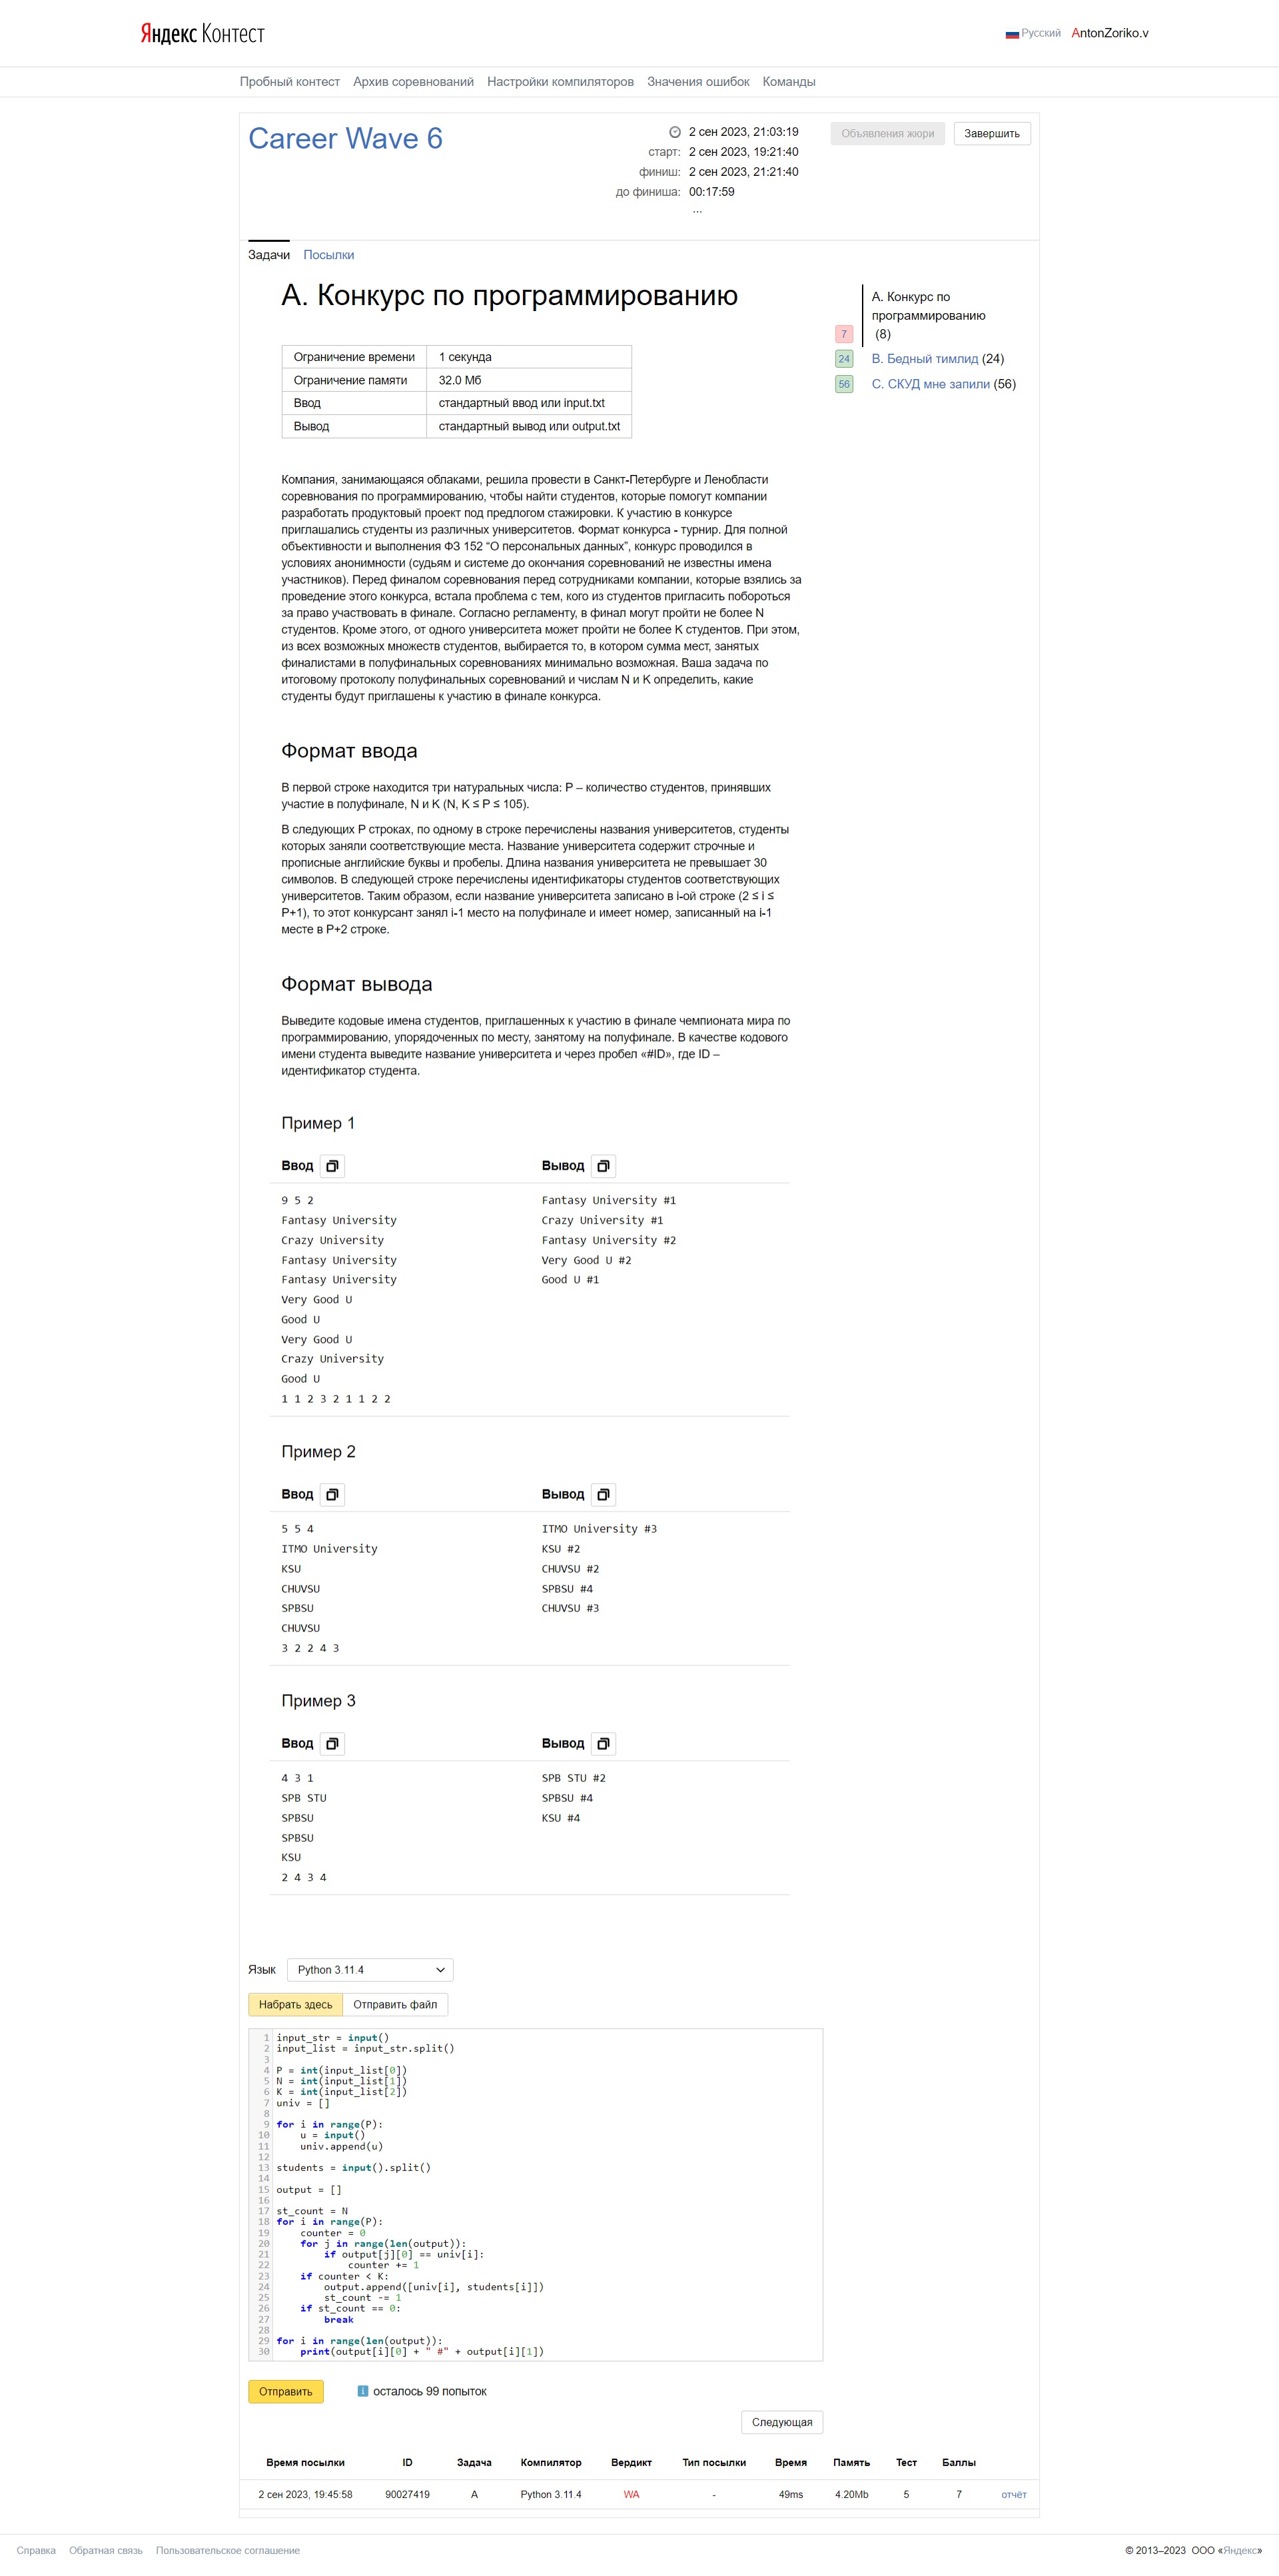 Яндекс Контест
Русский AntonZoriko.v
Пробный контест Архив соревнований Настройки компиляторов Значения ошибок Команды
Career Wave 6
2 сен 2023, 21:03:19
старт: 2 сен 2023, 19:21:40
финиш: 2 сен 2023, 21:21:40
до финиша: 00:17:59
...
Объявления жюри Завершить
Задачи Посылки
A. Конкурс по программированию
Ограничение времени 1 секунда
Ограничение памяти 32.0 Мб
Ввод стандартный ввод или input.txt
Вывод стандартный вывод или output.txt
A. Конкурс по
программированию
7 (8)
24 B. Бедный тимлид (24)
56 C. СКУД мне запили (56)
Компания, занимающаяся облаками, решила провести в Санкт-Петербурге и Ленобласти
соревнования по программированию, чтобы найти студентов, которые помогут компании
разработать продуктовый проект под предлогом стажировки. К участию в конкурсе
приглашались студенты из различных университетов. Формат конкурса - турнир. Для полной
объективности и выполнения ФЗ 152 “О персональных данных”, конкурс проводился в
условиях анонимности (судьям и системе до окончания соревнований не известны имена
участников). Перед финалом соревнования перед сотрудниками компании, которые взялись за
проведение этого конкурса, встала проблема с тем, кого из студентов пригласить побороться
за право участвовать в финале. Согласно регламенту, в финал могут пройти не более N
студентов. Кроме этого, от одного университета может пройти не более K студентов. При этом,
из всех возможных множеств студентов, выбирается то, в котором сумма мест, занятых
финалистами в полуфинальных соревнованиях минимально возможная. Ваша задача по
итоговому протоколу полуфинальных соревнований и числам N и K определить, какие
студенты будут приглашены к участию в финале конкурса.
Формат ввода
В первой строке находится три натуральных числа: P – количество студентов, принявших
участие в полуфинале, N и K (N, K ≤ P ≤ 105).
В следующих P строках, по одному в строке перечислены названия университетов, студенты
которых заняли соответствующие места. Название университета содержит строчные и
прописные английские буквы и пробелы. Длина названия университета не превышает 30
символов. В следующей строке перечислены идентификаторы студентов соответствующих
университетов. Таким образом, если название университета записано в i-ой строке (2 ≤ i ≤
P+1), то этот конкурсант занял i-1 место на полуфинале и имеет номер, записанный на i-1
месте в P+2 строке.
Формат вывода
Выведите кодовые имена студентов, приглашенных к участию в финале чемпионата мира по
программированию, упорядоченных по месту, занятому на полуфинале. В качестве кодового
имени студента выведите название университета и через пробел «#ID», где ID –
идентификатор студента.
Пример 1
Ввод Вывод
9 5 2 Fantasy University #1
Fantasy University Crazy University #1
Crazy University Fantasy University #2
Fantasy University Very Good U #2
Fantasy University Good U #1
Very Good U
Good U
Very Good U
Crazy University
Good U
1 1 2 3 2 1 1 2 2
Пример 2
Ввод Вывод
5 5 4 ITMO University #3
ITMO University KSU #2
KSU CHUVSU #2
CHUVSU SPBSU #4
SPBSU CHUVSU #3
CHUVSU
3 2 2 4 3
Пример 3
Ввод Вывод
4 3 1 SPB STU #2
SPB STU SPBSU #4
SPBSU KSU #4
SPBSU
KSU
2 4 3 4
Язык Python 3.11.4
Набрать здесь Отправить файл
1 input_str = input()
2 input_list = input_str.split()
3
4 P = int(input_list[0])
5 N = int(input_list[1])
6 K = int(input_list[2])
7 univ = []
8
9 for i in range(P):
10 u = input()
11 univ.append(u)
12
13 students = input().split()
14
15 output = []
16
17 st_count = N
18 for i in range(P):
19 counter = 0
20 for j in range(len(output)):
21 if output[j][0] == univ[i]:
22 counter += 1
23 if counter < K:
24 output.append([univ[i], students[i]])
25 st_count -= 1
26 if st_count == 0:
27 break
28
29 for i in range(len(output)):
30 print(output[i][0] + " #" + output[i][1])
Отправить осталось 99 попыток
Следующая
Время посылки ID Задача Компилятор Вердикт Тип посылки Время Память Тест Баллы
2 сен 2023, 19:45:58 90027419 A Python 3.11.4 WA - 49ms 4.20Mb 5 7 отчёт
Справка Обратная связь Пользовательское соглашение © 2013–2023 ООО «Яндекс»